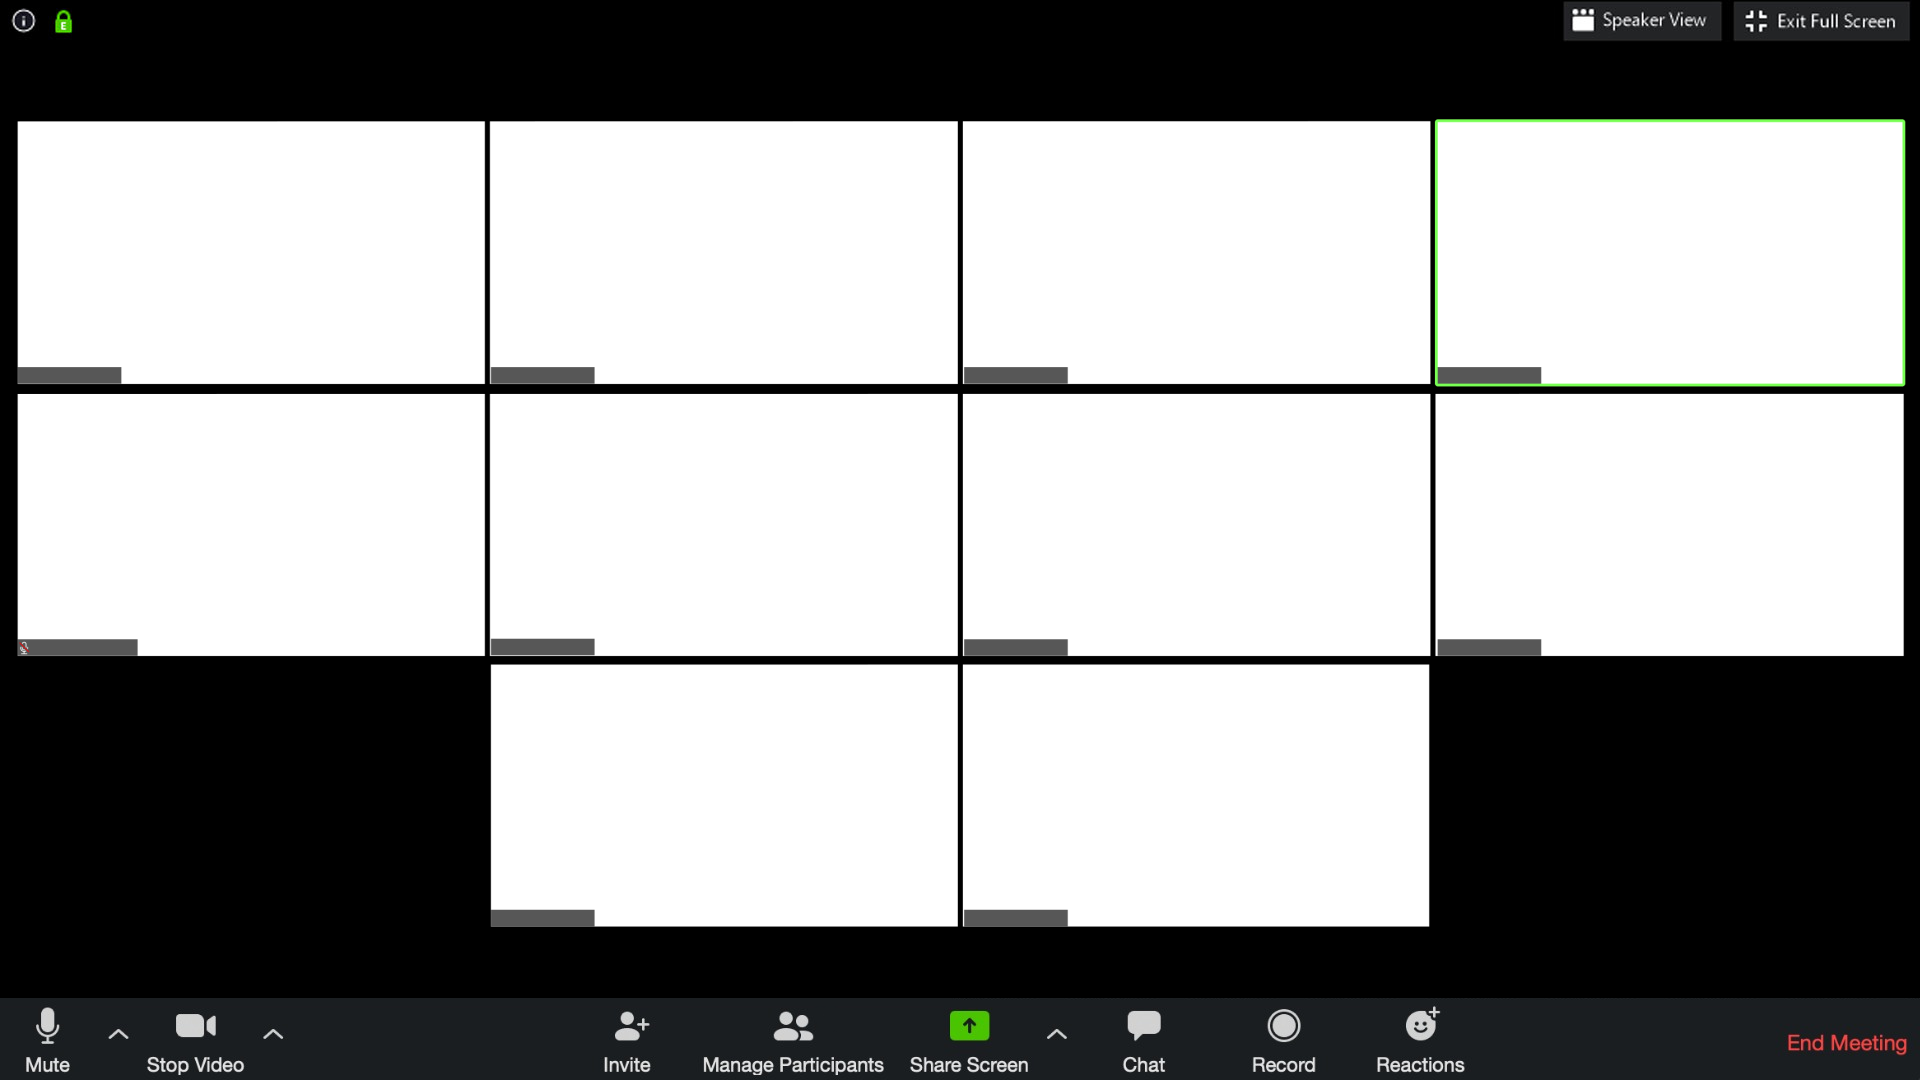 E
Speaker View
Exit Full Screen
Mute
Stop Video
Invite
Manage Participants
Share Screen
Chat
Record
Reactions
End Meeting